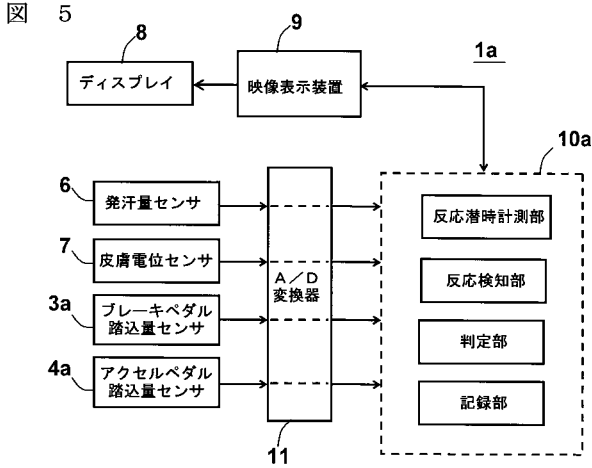 図 5
8
9
1a
ディスプレイ
映像表示装置
10a
6
発汗量センサ
反応潜時計測部
7
皮膚電位センサ
A/D
変換器
反応検知部
3a
ブレーキペダル
踏込量センサ
判定部
4a
アクセルペダル
踏込量センサ
記録部
11